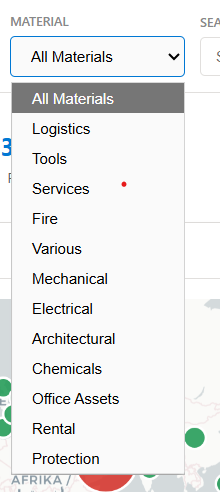 MATERIAL
SEA
All Materials
All Materials
Logistics
Tools
Services
Fire
Various
Mechanical
Electrical
Architectural
Chemicals
Office Assets
Rental
Protection
AFRIKA /